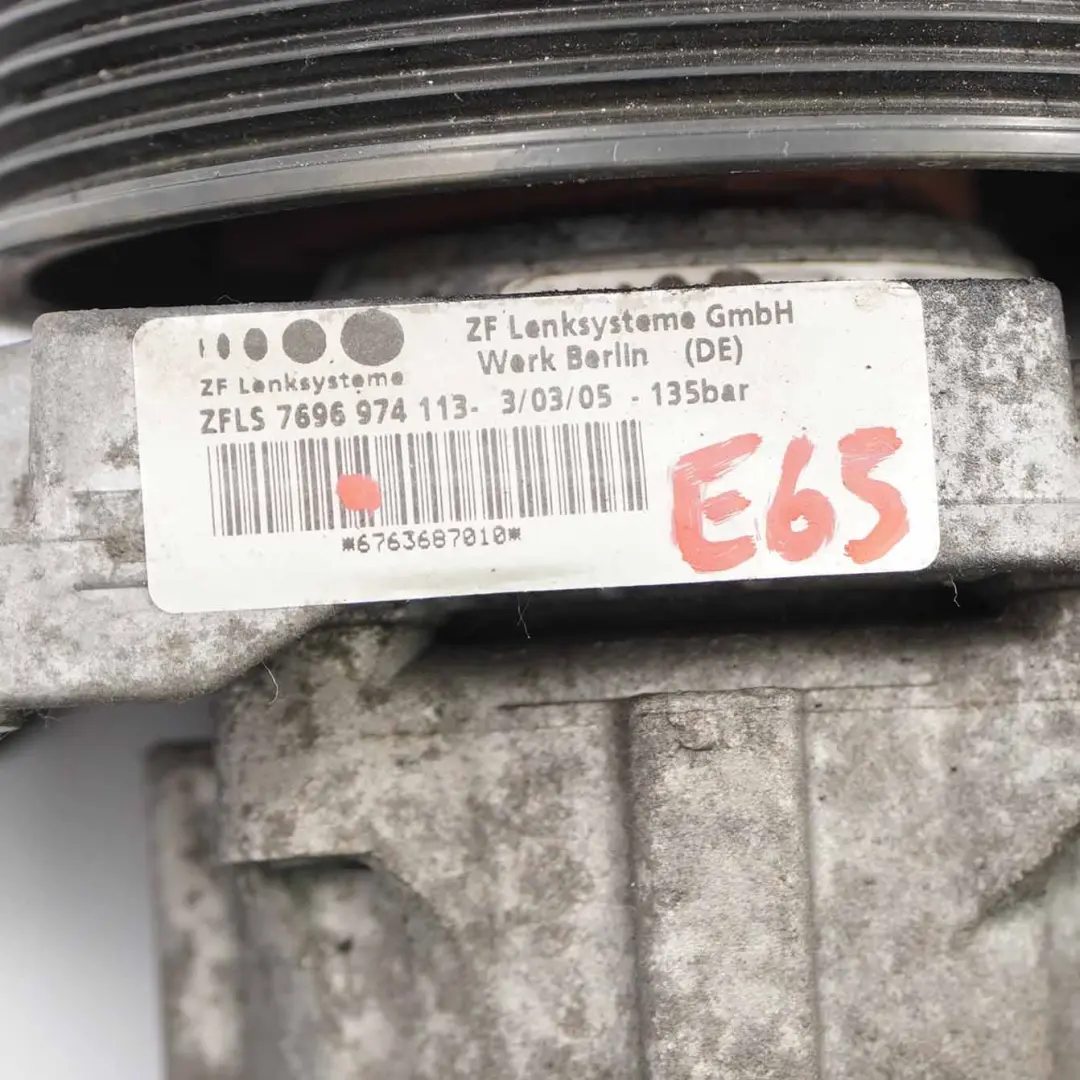 ZF Lenksysteme GmbH
Werk Berlin (DE)
ZF Lenksysteme
ZFLS 7696 974 113- 3/03/05 - 135bar
*6763687010*
E65